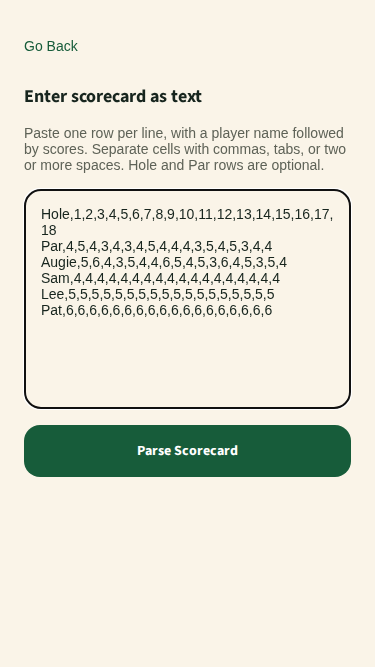 Go Back
Enter scorecard as text
Paste one row per line, with a player name followed
by scores. Separate cells with commas, tabs, or two
or more spaces. Hole and Par rows are optional.
Hole,1,2,3,4,5,6,7,8,9,10,11,12,13,14,15,16,17,
18
Par,4,5,4,3,4,3,4,5,4,4,4,3,5,4,5,3,4,4
Augie,5,6,4,3,5,4,4,6,5,4,5,3,6,4,5,3,5,4
Sam,4,4,4,4,4,4,4,4,4,4,4,4,4,4,4,4,4,4
Lee,5,5,5,5,5,5,5,5,5,5,5,5,5,5,5,5,5,5
Pat,6,6,6,6,6,6,6,6,6,6,6,6,6,6,6,6,6,6
Parse Scorecard